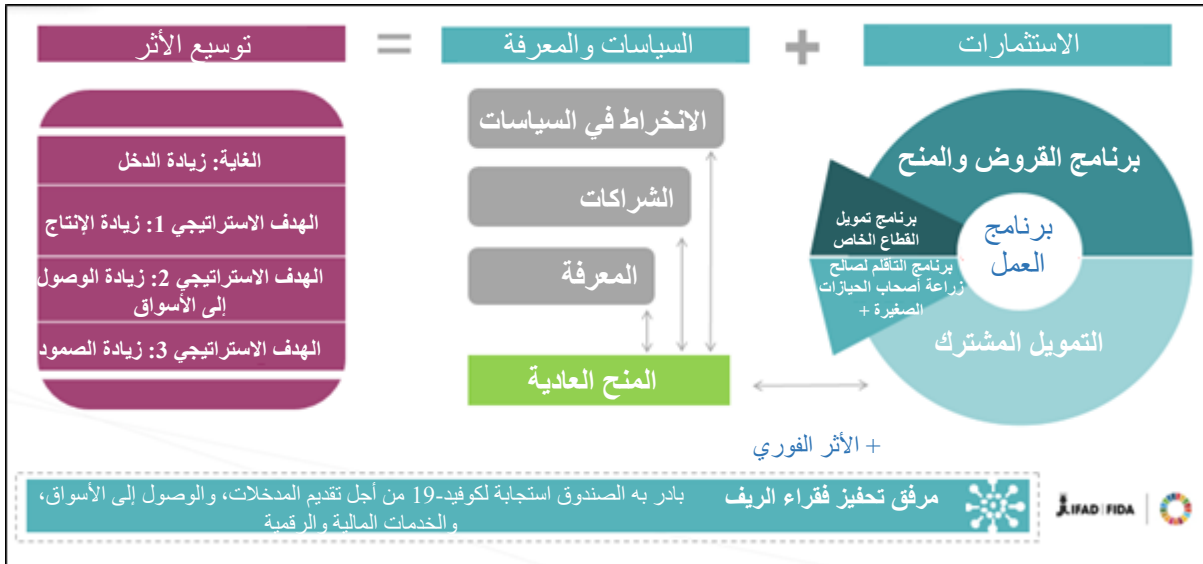 الاستثمارات
+
السياسات والمعرفة
=
توسيع الأثر
برنامج القروض والمنح
برنامج تمويل
القطاع الخاص
برنامج
العمل
برنامج التأقلم لصالح
زراعة أصحاب الحيازات
الصغيرة +
التمويل المشترك
الانخراط في السياسات
الشراكات
المعرفة
المنح العادية
الغاية: زيادة الدخل
الهدف الاستراتيجي 1: زيادة الإنتاج
الهدف الاستراتيجي 2: زيادة الوصول
إلى الأسواق
الهدف الاستراتيجي 3: زيادة الصمود
+ الأثر الفوري
مرفق تحفيز فقراء الريف بادر به الصندوق استجابة لكوفيد-19 من أجل تقديم المدخلات، والوصول إلى الأسواق،
والخدمات المالية والرقمية
IFAD | FIDA